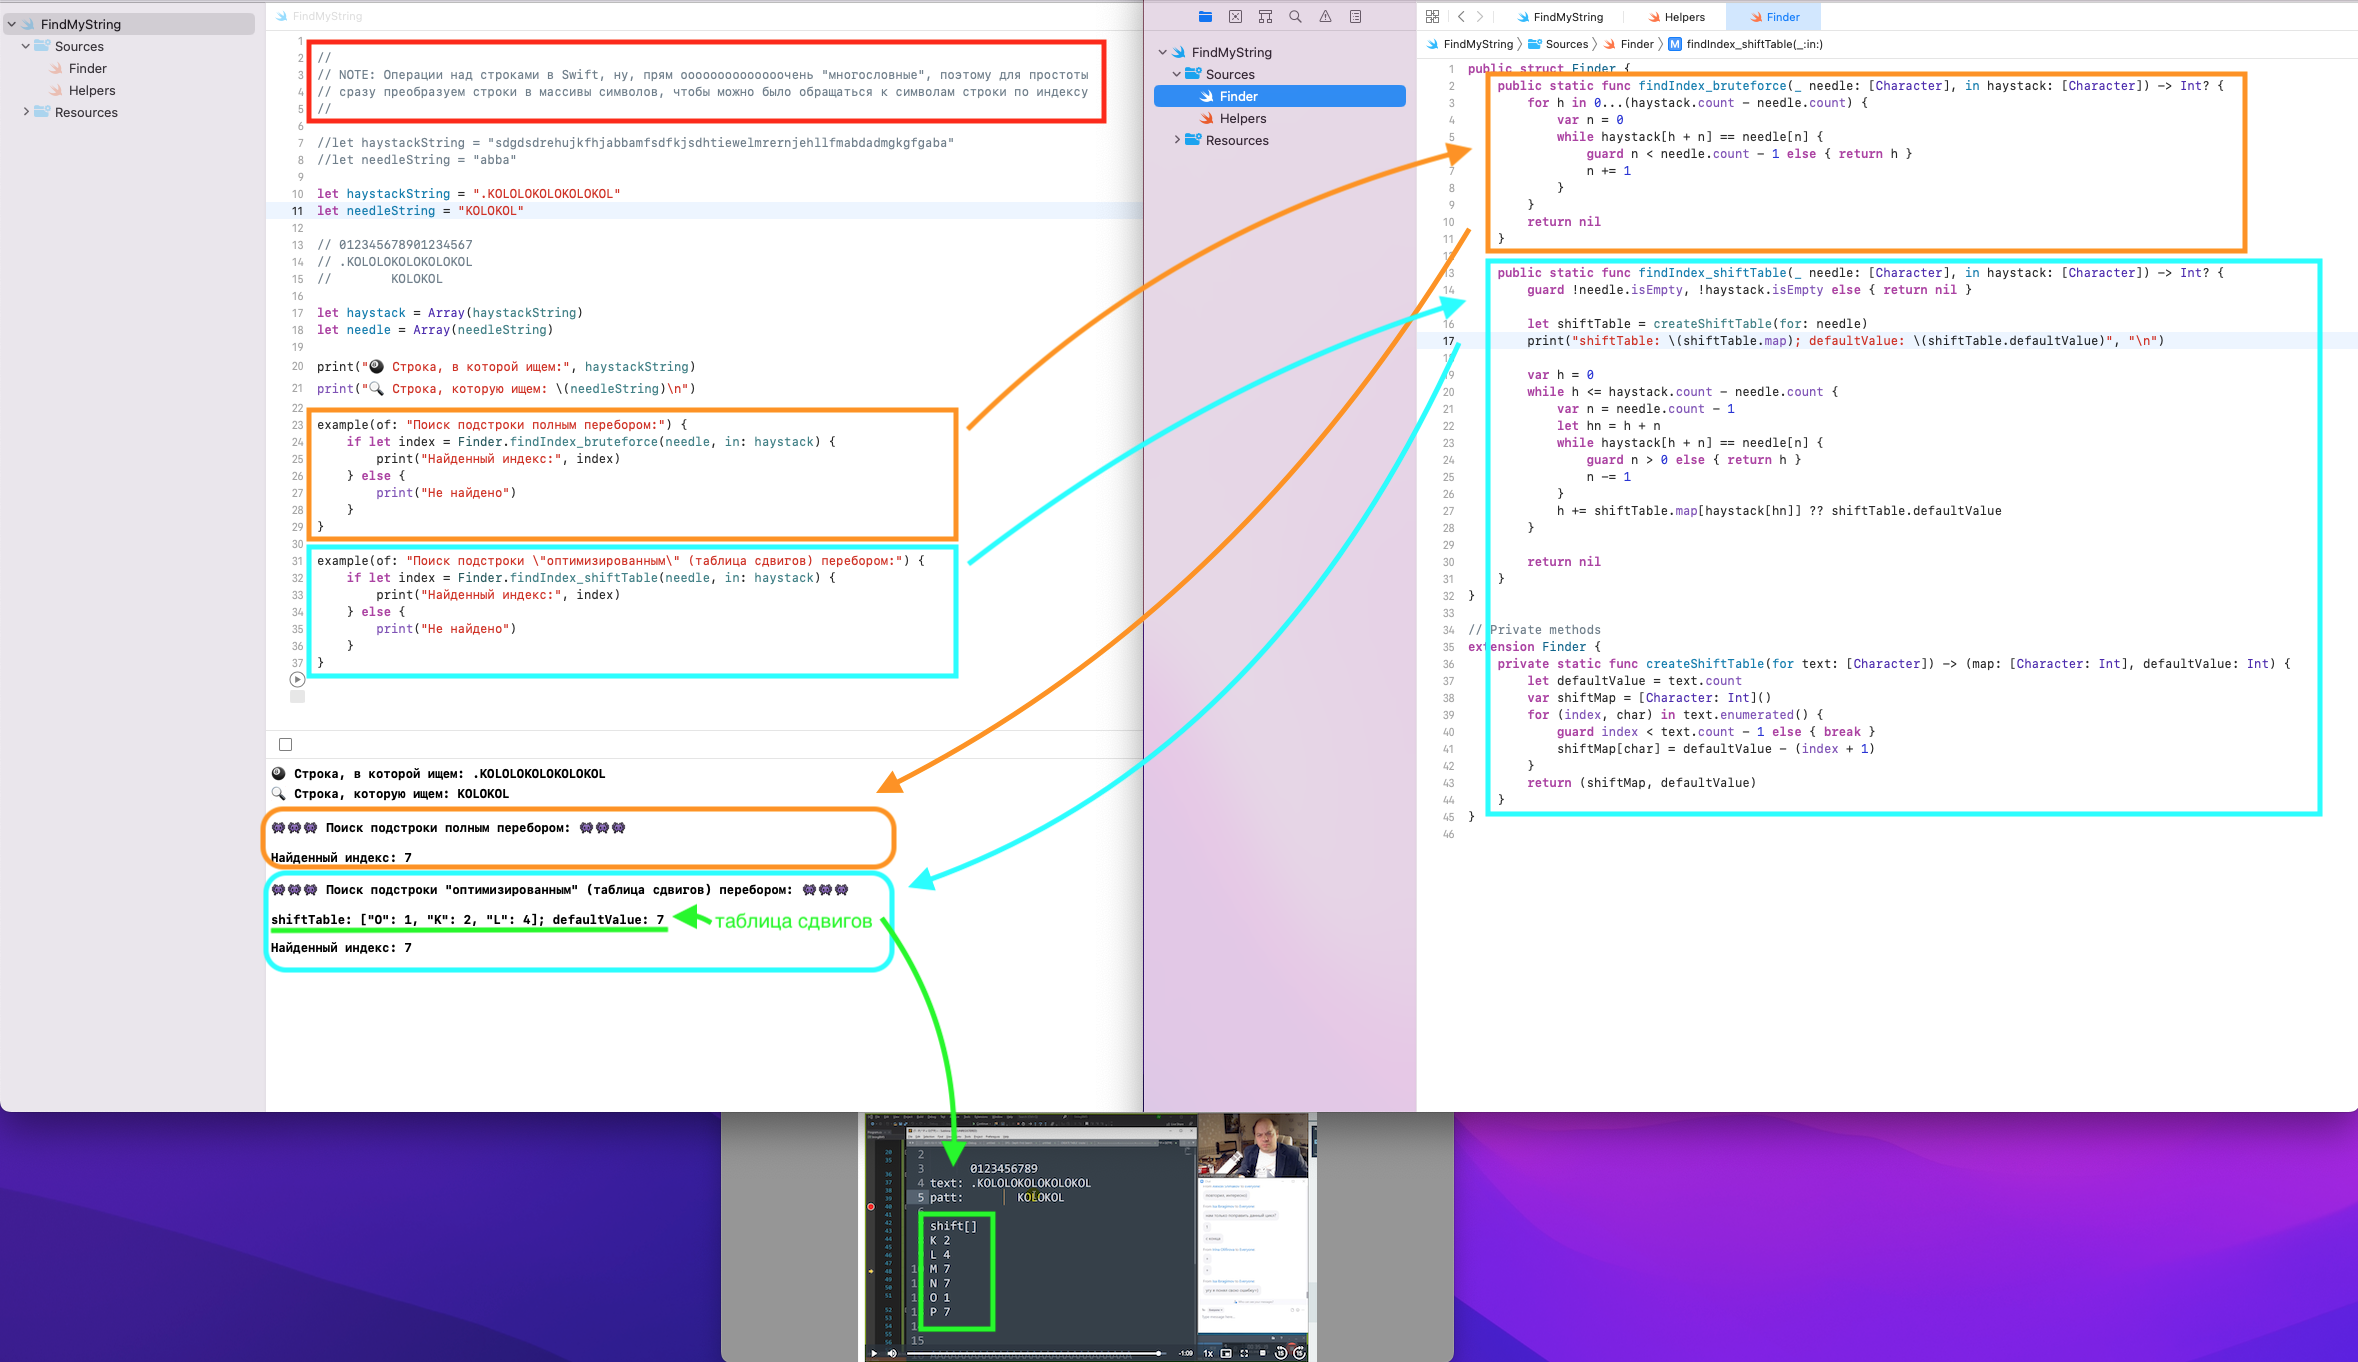 FindMyString
Sources
Finder
Helpers
Resources
FindMyString
1
2 //
3 // NOTE: Операции над строками в Swift, ну, прям оооооооооооооочень "многословные", поэтому для простоты
4 // сразу преобразуем строки в массивы символов, чтобы можно было обращаться к символам строки по индексу
5 //
6
7 //let haystackString = "sdgdsdrehujkfhjabbamfsdfkjsdhtiewelmrernjehllfmabdadmgkgfgaba"
8 //let needleString = "abba"
9
10 let haystackString = ".KOLOLOKOLOKOLOKOL"
11 let needleString = "KOLOKOL"
12
13 // 012345678901234567
14 // .KOLOLOKOLOKOLOKOL
15 //        KOLOKOL
16
17 let haystack = Array(haystackString)
18 let needle = Array(needleString)
19
20 print("🎱 Строка, в которой ищем:", haystackString)
21 print("🔍 Строка, которую ищем: \(needleString)\n")
22
23 example(of: "Поиск подстроки полным перебором:") {
24     if let index = Finder.findIndex_bruteforce(needle, in: haystack) {
25         print("Найденный индекс:", index)
26     } else {
27         print("Не найдено")
28     }
29 }
30
31 example(of: "Поиск подстроки \"оптимизированным\" (таблица сдвигов) перебором:") {
32     if let index = Finder.findIndex_shiftTable(needle, in: haystack) {
33         print("Найденный индекс:", index)
34     } else {
35         print("Не найдено")
36     }
37 }
🎱 Строка, в которой ищем: .KOLOLOKOLOKOLOKOL
🔍 Строка, которую ищем: KOLOKOL
👾👾👾 Поиск подстроки полным перебором: 👾👾👾
Найденный индекс: 7
👾👾👾 Поиск подстроки "оптимизированным" (таблица сдвигов) перебором: 👾👾👾
shiftTable: ["O": 1, "K": 2, "L": 4]; defaultValue: 7
таблица сдвигов
Найденный индекс: 7
FindMyString
Sources
Finder
Helpers
Resources
FindMyString Helpers Finder
FindMyString Sources Finder M findIndex_shiftTable(_:in:)
1 public struct Finder {
2     public static func findIndex_bruteforce(_ needle: [Character], in haystack: [Character]) -> Int? {
3         for h in 0...(haystack.count - needle.count) {
4             var n = 0
5             while haystack[h + n] == needle[n] {
6                 guard n < needle.count - 1 else { return h }
7                 n += 1
8             }
9         }
10         return nil
11     }
12
13     public static func findIndex_shiftTable(_ needle: [Character], in haystack: [Character]) -> Int? {
14         guard !needle.isEmpty, !haystack.isEmpty else { return nil }
16         let shiftTable = createShiftTable(for: needle)
17         print("shiftTable: \(shiftTable.map); defaultValue: \(shiftTable.defaultValue)", "\n")
18
19         var h = 0
20         while h <= haystack.count - needle.count {
21             var n = needle.count - 1
22             let hn = h + n
23             while haystack[h + n] == needle[n] {
24                 guard n > 0 else { return h }
25                 n -= 1
26             }
27             h += shiftTable.map[haystack[hn]] ?? shiftTable.defaultValue
28         }
29
30         return nil
31     }
32 }
33
34 // Private methods
35 extension Finder {
36     private static func createShiftTable(for text: [Character]) -> (map: [Character: Int], defaultValue: Int) {
37         let defaultValue = text.count
38         var shiftMap = [Character: Int]()
39         for (index, char) in text.enumerated() {
40             guard index < text.count - 1 else { break }
41             shiftMap[char] = defaultValue - (index + 1)
42         }
43         return (shiftMap, defaultValue)
44     }
45 }
46
2
3 0123456789
4 text: .KOLOLOKOLOKOLOKOL
5 patt: KOLOKOL
shift[]
K 2
L 4
M 7
N 7
O 1
P 7
15
-1:09 1x